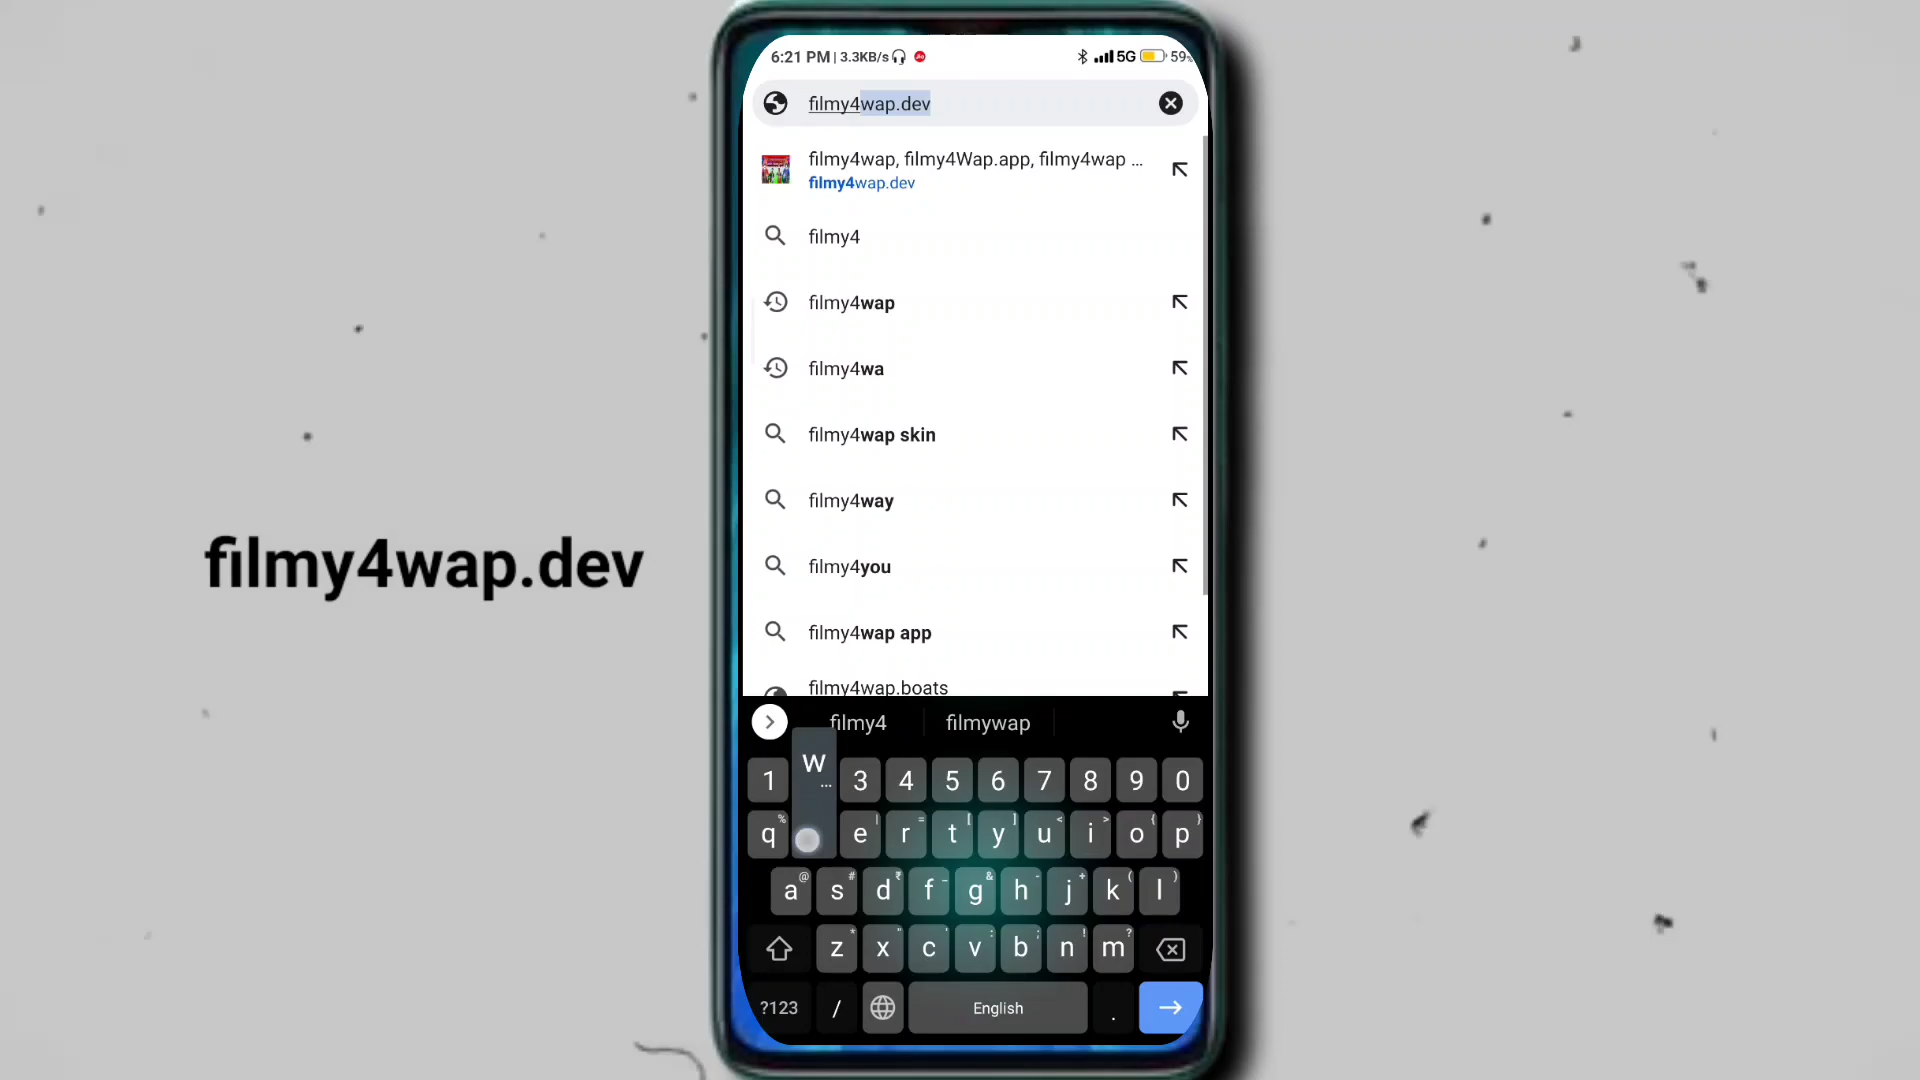 6:21 PM | 3.3KB/s 5G 59%
filmy4wap.dev
filmy4wap, filmy4Wap.app, filmy4wap ...
filmy4wap.dev
filmy4
filmy4wap
filmy4wa
filmy4wap skin
filmy4way
filmy4you
filmy4wap app
filmy4wap.boats
filmy4wap.dev
filmy4 filmywap
W
...
1 3 4 5 6 7 8 9 0
% | = [ ] < > { }
q e r t y u i o p
@ # ₹ _ & - + ( )
a s d f g h j k l
* " ' : ; ! ?
z x c v b n m
?123 / English .